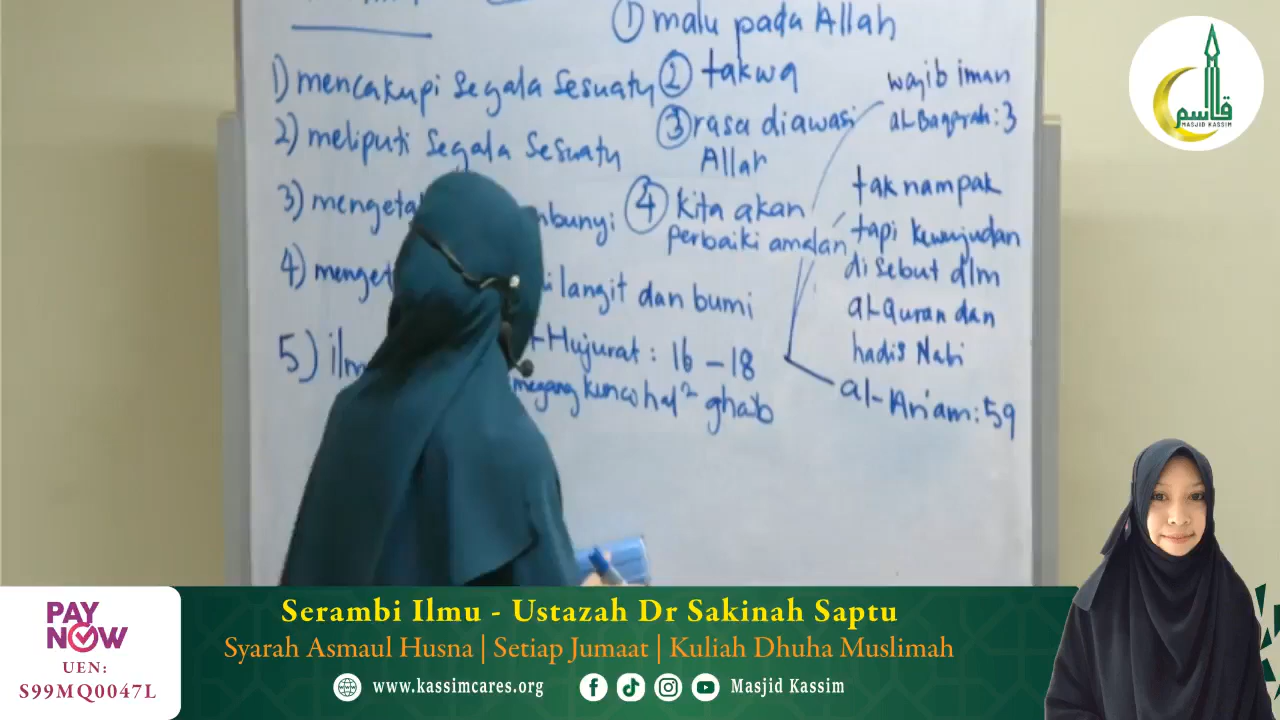 ① malu pada Allah
1) mencakupi segala sesuatu
2) meliputi segala sesuatu
3) mengeta mbunyi
4) menget di langit dan bumi
5) ilm Hujurat : 16 – 18
megang kunci hal² ghaib
② takwa
③ rasa diawasi
Allah
④ kita akan
perbaiki amalan
wajib iman
al-Baqarah : 3
tak nampak
tapi kewujudan
disebut dlm
al-Quran dan
hadis Nabi
al-An'am : 59
قاسم
MASJID KASSIM
PAY
NOW
UEN:
S99MQ0047L
Serambi Ilmu - Ustazah Dr Sakinah Saptu
Syarah Asmaul Husna | Setiap Jumaat | Kuliah Dhuha Muslimah
www.kassimcares.org
Masjid Kassim